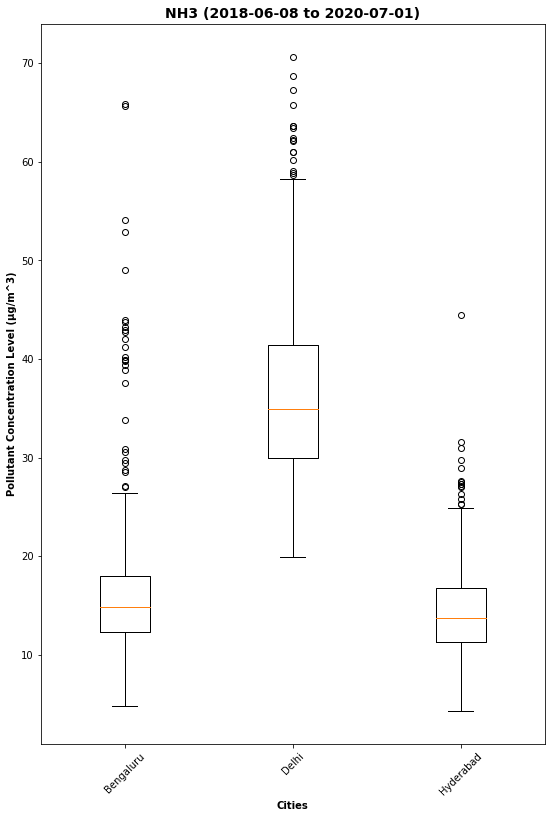 NH3 (2018-06-08 to 2020-07-01)
70
60
50
40
30
20
10
Pollutant Concentration Level (µg/m^3)
Bengaluru
Delhi
Hyderabad
Cities